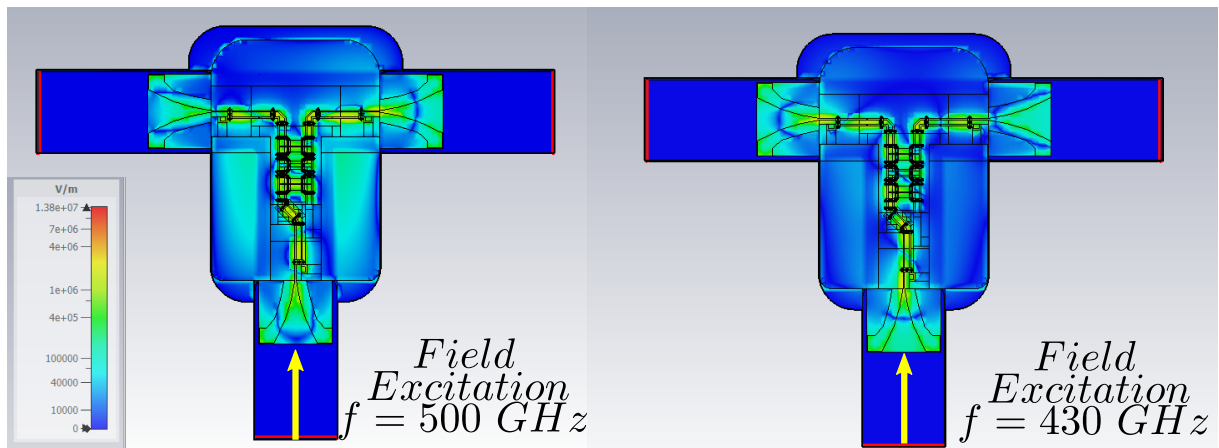 V/m
1.38e+07
7e+06
4e+06
1e+06
4e+05
100000
40000
10000
0
Field
Excitation
f = 500 GHz
Field
Excitation
f = 430 GHz